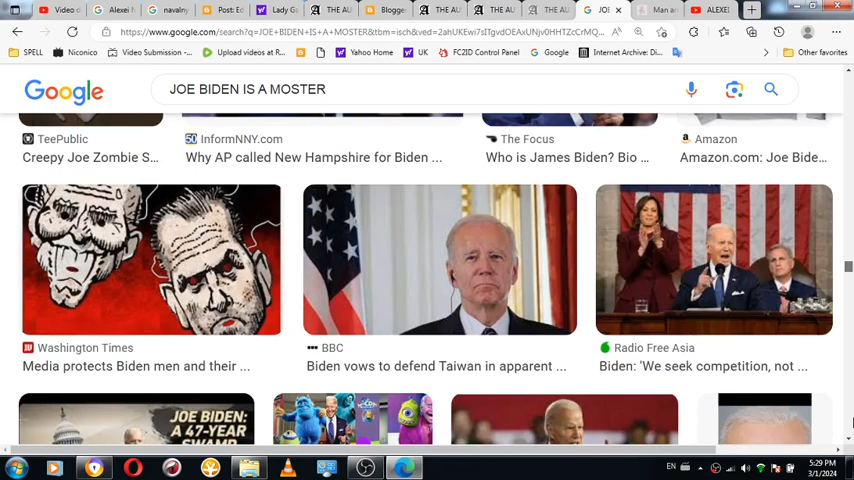 Video d
Alexei N
navalny
Post: Ed
Lady Ga
THE AU
Blogger
THE AU
THE AU
THE AU
JOE BI
Man ar
ALEXEI
https://www.google.com/search?q=JOE+BIDEN+IS+A+MOSTER&tbm=isch&ved=2ahUKEwi7sITgvdOEAxUNjv0HHTZcCrMQ...
SPELL
Niconico
Video Submission -...
Upload videos at R...
Yahoo Home
UK
FC2ID Control Panel
Google
Internet Archive: Di...
Other favorites
Google
JOE BIDEN IS A MOSTER
TeePublic
InformNNY.com
The Focus
Amazon
Creepy Joe Zombie S...
Why AP called New Hampshire for Biden ...
Who is James Biden? Bio ...
Amazon.com: Joe Bide...
Washington Times
BBC
Radio Free Asia
Media protects Biden men and their ...
Biden vows to defend Taiwan in apparent ...
Biden: 'We seek competition, not ...
JOE BIDEN:
A 47-YEAR
SWAMP
EN
5:29 PM
3/1/2024